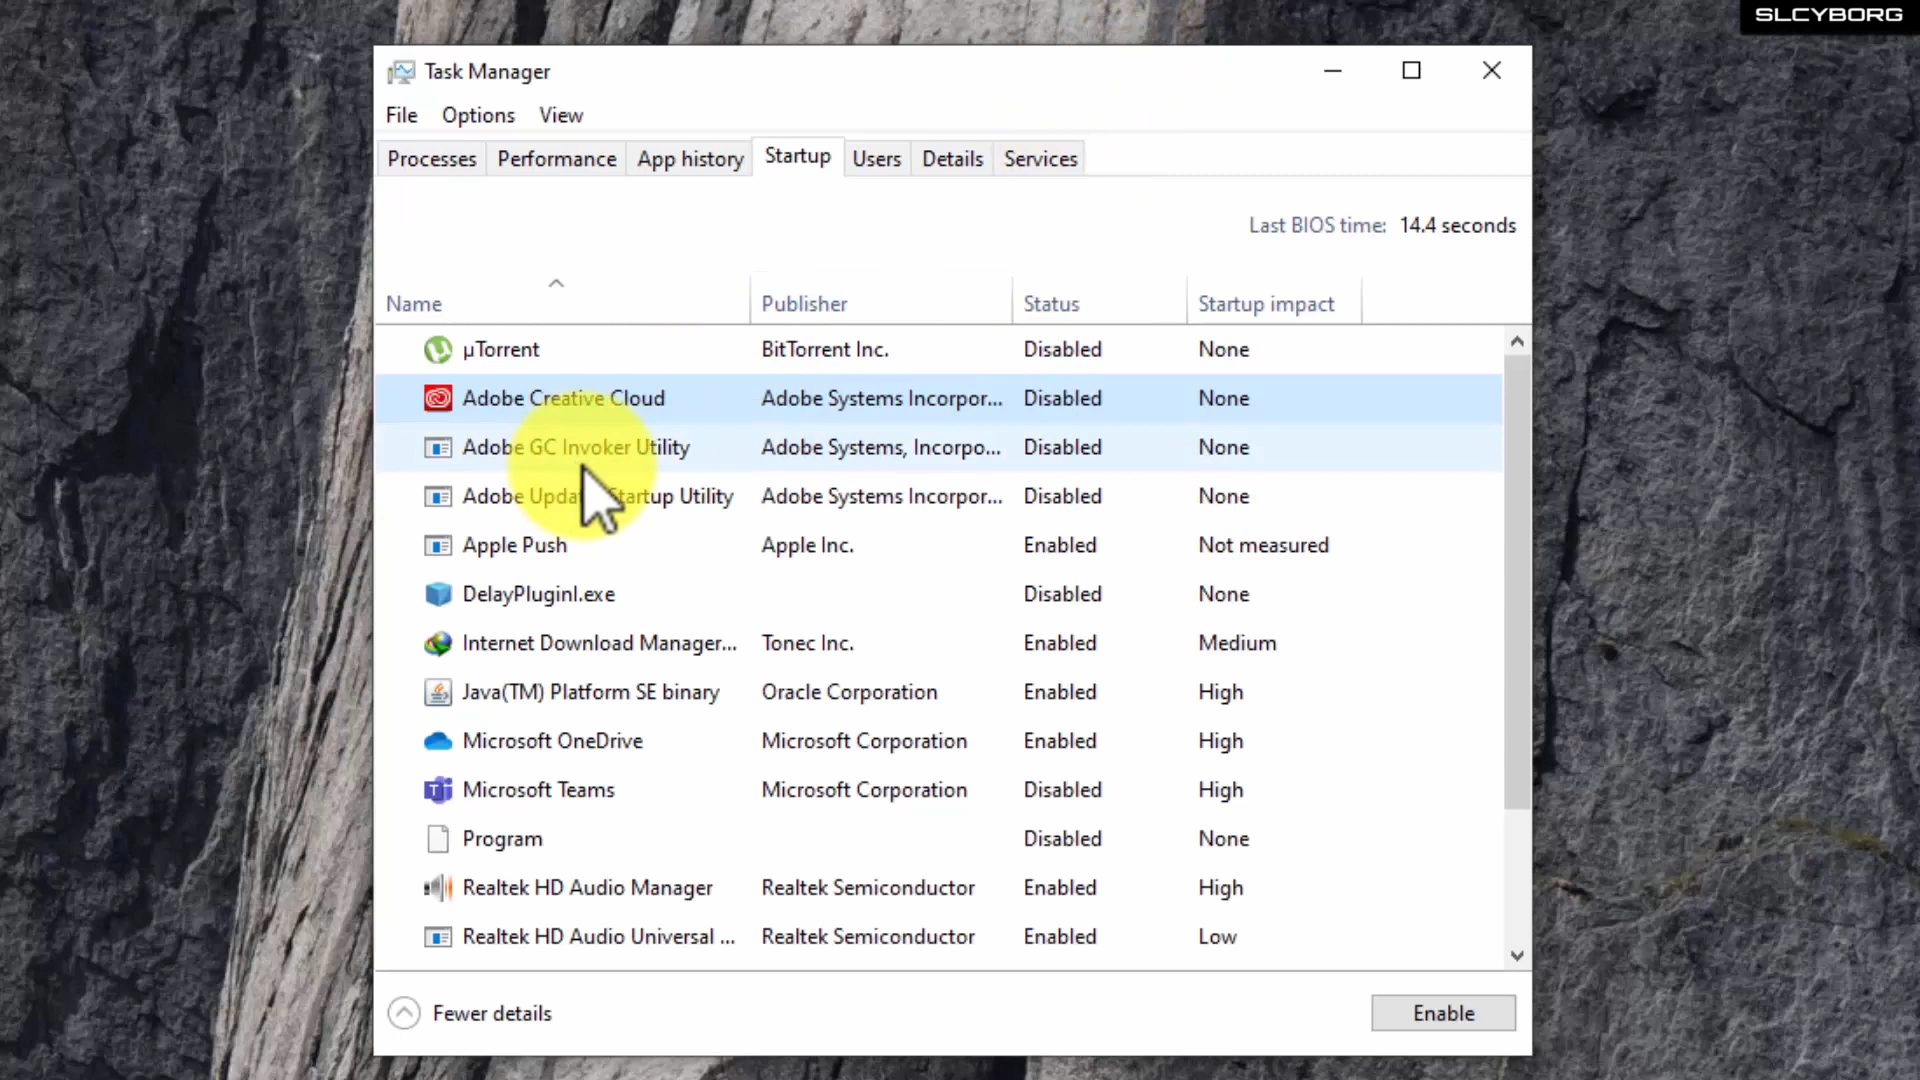 SLCYBORG
Task Manager
File Options View
Processes Performance App history Startup Users Details Services
Last BIOS time: 14.4 seconds
Name Publisher Status Startup impact
µTorrent BitTorrent Inc. Disabled None
Adobe Creative Cloud Adobe Systems Incorpor... Disabled None
Adobe GC Invoker Utility Adobe Systems, Incorpo... Disabled None
Adobe Updat Startup Utility Adobe Systems Incorpor... Disabled None
Apple Push Apple Inc. Enabled Not measured
DelayPluginI.exe Disabled None
Internet Download Manager... Tonec Inc. Enabled Medium
Java(TM) Platform SE binary Oracle Corporation Enabled High
Microsoft OneDrive Microsoft Corporation Enabled High
Microsoft Teams Microsoft Corporation Disabled High
Program Disabled None
Realtek HD Audio Manager Realtek Semiconductor Enabled High
Realtek HD Audio Universal ... Realtek Semiconductor Enabled Low
Fewer details Enable